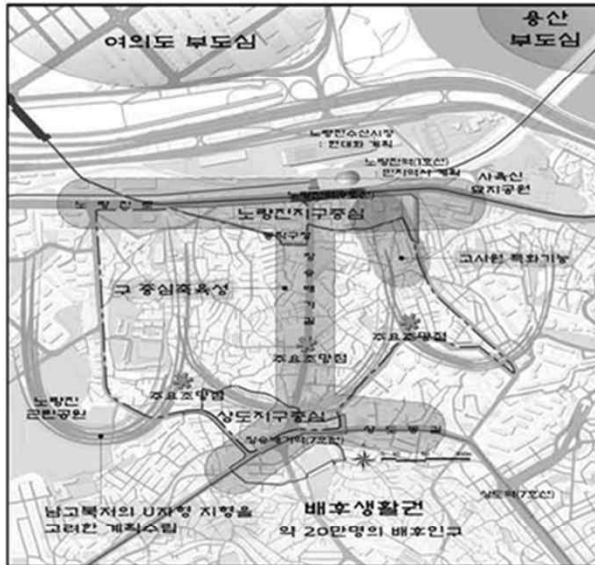 여의도 부도심
용산
부도심
노량진수산시장
: 현대화 계획
노량진역(1호선)
: 민자역사 계획
사육신
묘지공원
노량진로
노량진지구중심
동작구청
장승배기길
고시원 특화기능
구 중심축육성
주요조망점
주요조망점
주요조망점
노량진
근린공원
상도지구중심
장승배기역(7호선)
상도동길
상도역(7호선)
남고북저의 U자형 지형을
고려한 계획수립
배후생활권
약 20만명의 배후인구